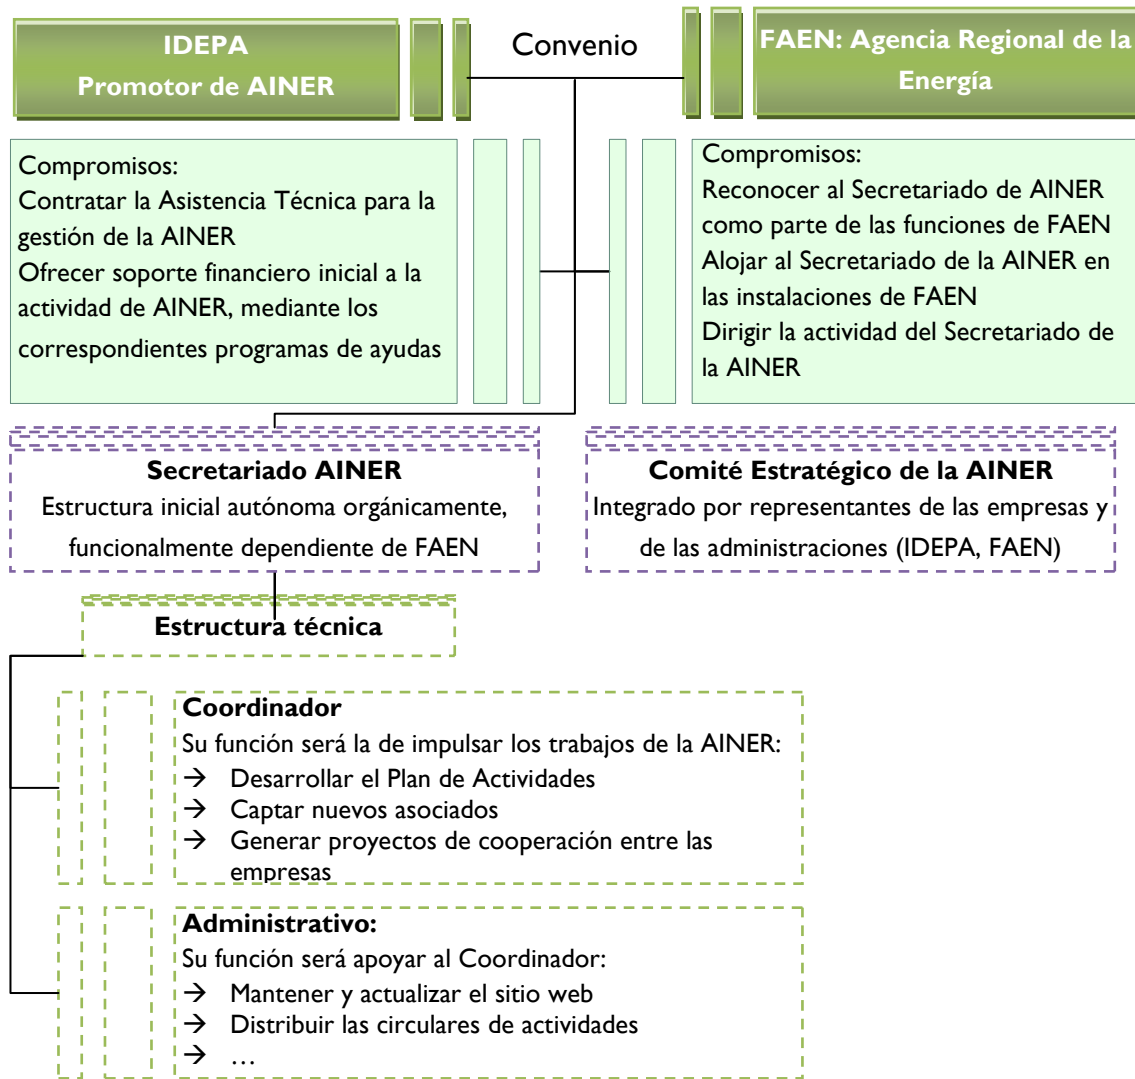 IDEPA
Promotor de AINER
Convenio
FAEN: Agencia Regional de la
Energía
Compromisos:
Contratar la Asistencia Técnica para la
gestión de la AINER
Ofrecer soporte financiero inicial a la
actividad de AINER, mediante los
correspondientes programas de ayudas
Compromisos:
Reconocer al Secretariado de AINER
como parte de las funciones de FAEN
Alojar al Secretariado de la AINER en
las instalaciones de FAEN
Dirigir la actividad del Secretariado de
la AINER
Secretariado AINER
Estructura inicial autónoma orgánicamente,
funcionalmente dependiente de FAEN
Comité Estratégico de la AINER
Integrado por representantes de las empresas y
de las administraciones (IDEPA, FAEN)
Estructura técnica
Coordinador
Su función será la de impulsar los trabajos de la AINER:
→ Desarrollar el Plan de Actividades
→ Captar nuevos asociados
→ Generar proyectos de cooperación entre las
empresas
Administrativo:
Su función será apoyar al Coordinador:
→ Mantener y actualizar el sitio web
→ Distribuir las circulares de actividades
→ …